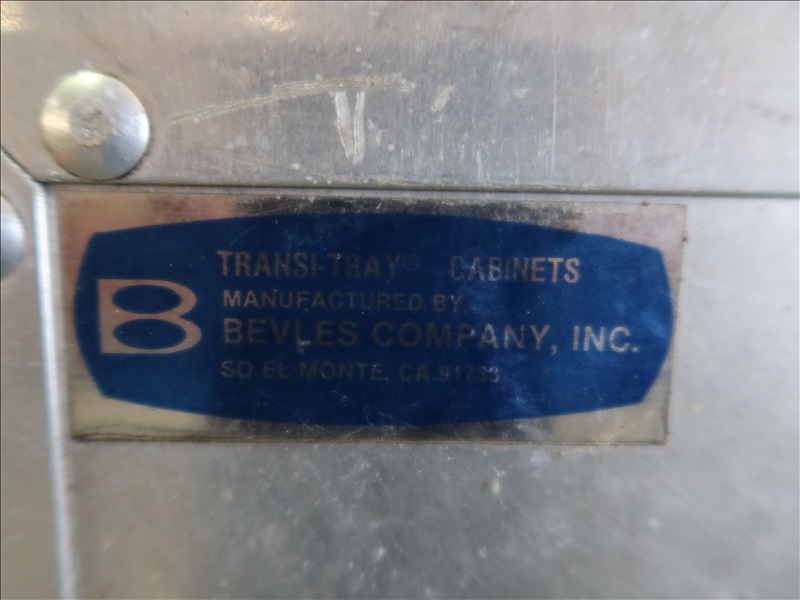 TRANSI-TRAY® CABINETS
B
MANUFACTURED BY
BEVLES COMPANY, INC.
SO. EL MONTE, CA 91733